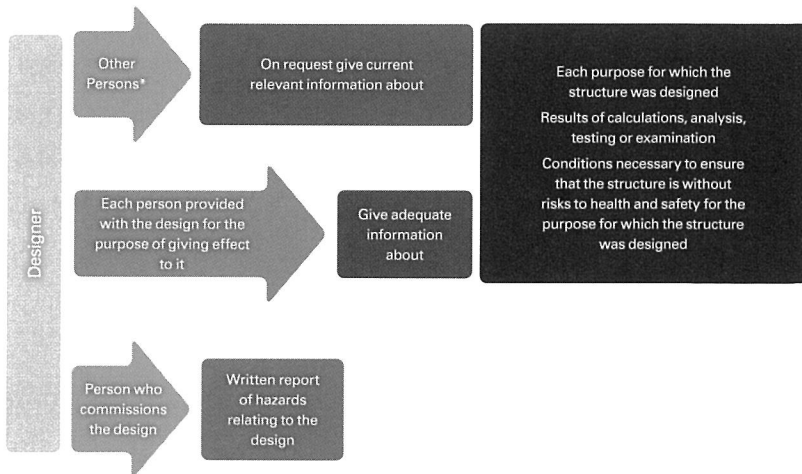 Designer
Other
Persons*
On request give current
relevant information about
Each purpose for which the
structure was designed
Results of calculations, analysis,
testing or examination
Conditions necessary to ensure
that the structure is without
risks to health and safety for the
purpose for which the structure
was designed
Each person provided
with the design for the
purpose of giving effect
to it
Give adequate
information
about
Person who
commissions
the design
Written report
of hazards
relating to the
design